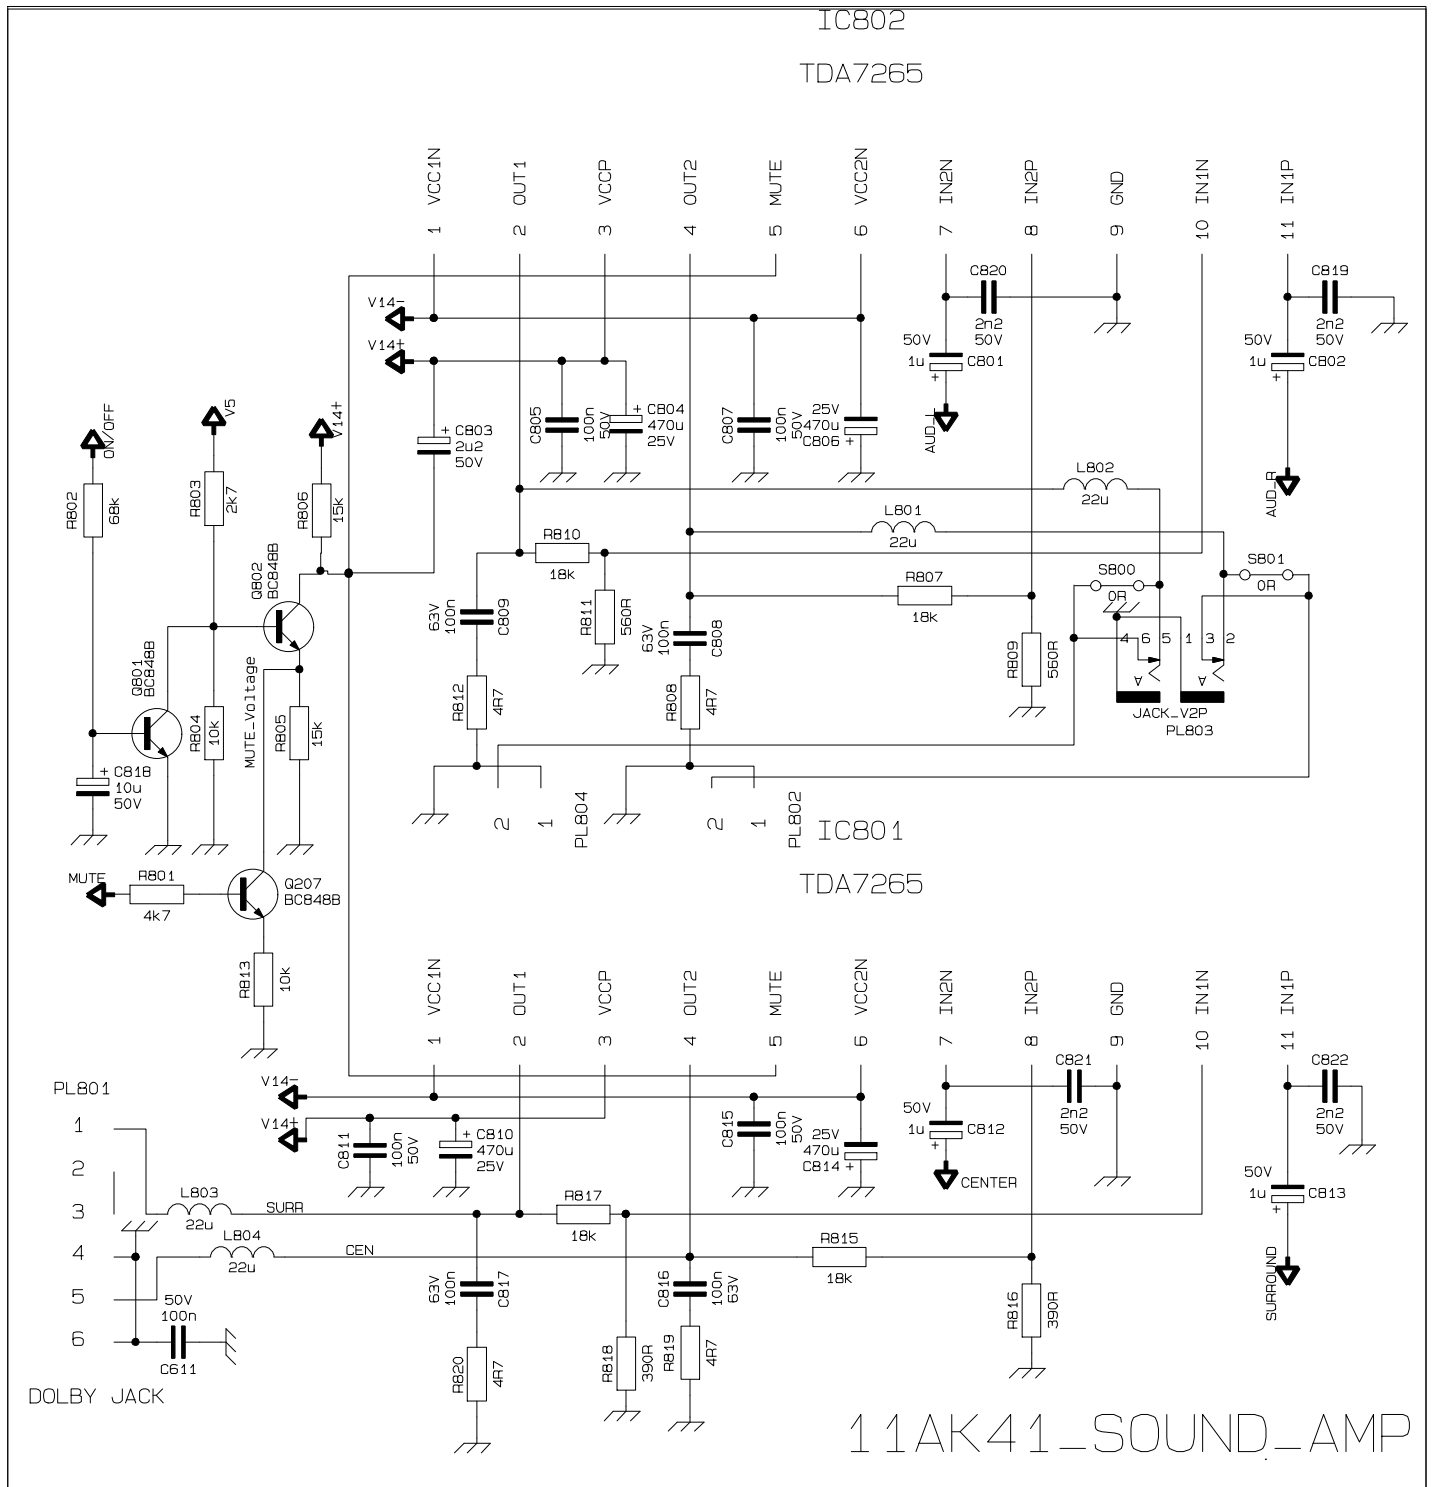 IC802
TDA7265
1 VCC1N
2 OUT1
3 VCCP
4 OUT2
5 MUTE
6 VCC2N
7 IN2N
8 IN2P
9 GND
10 IN1N
11 IN1P
C820
2n2
50V
C819
2n2
50V
V14-
V14+
50V
1u
C801
50V
1u
C802
AUD_L
AUD_R
ON/OFF
V5
V14+
+ C803
2u2
50V
C805
100n
50V
+ C804
470u
25V
C807
100n
50V
25V
470u
C806 +
R802
68k
R803
2k7
R806
15k
L802
22u
L801
22u
R810
18k
R807
18k
S800
0R
S801
0R
Q802
BC848B
63V
100n
C809
R811
560R
63V
100n
C808
R809
560R
4 6 5 1 3 2
JACK_V2P
PL803
Q801
BC848B
MUTE_Voltage
R804
10k
R805
15k
R812
4R7
R808
4R7
+ C818
10u
50V
2 1
PL804
2 1
PL802
IC801
TDA7265
MUTE
R801
4k7
Q207
BC848B
R813
10k
1 VCC1N
2 OUT1
3 VCCP
4 OUT2
5 MUTE
6 VCC2N
7 IN2N
8 IN2P
9 GND
10 IN1N
11 IN1P
C821
2n2
50V
C822
2n2
50V
PL801
1
2
3
4
5
6
V14-
V14+
C811
100n
50V
+ C810
470u
25V
C815
100n
50V
25V
470u
C814 +
50V
1u
C812
CENTER
50V
1u
C813
SURROUND
L803
22u
SURR
R817
18k
L804
22u
CEN
R815
18k
63V
100n
C817
C816
100n
63V
R816
390R
50V
100n
C611
R820
4R7
R818
390R
R819
4R7
DOLBY JACK
11AK41_SOUND_AMP